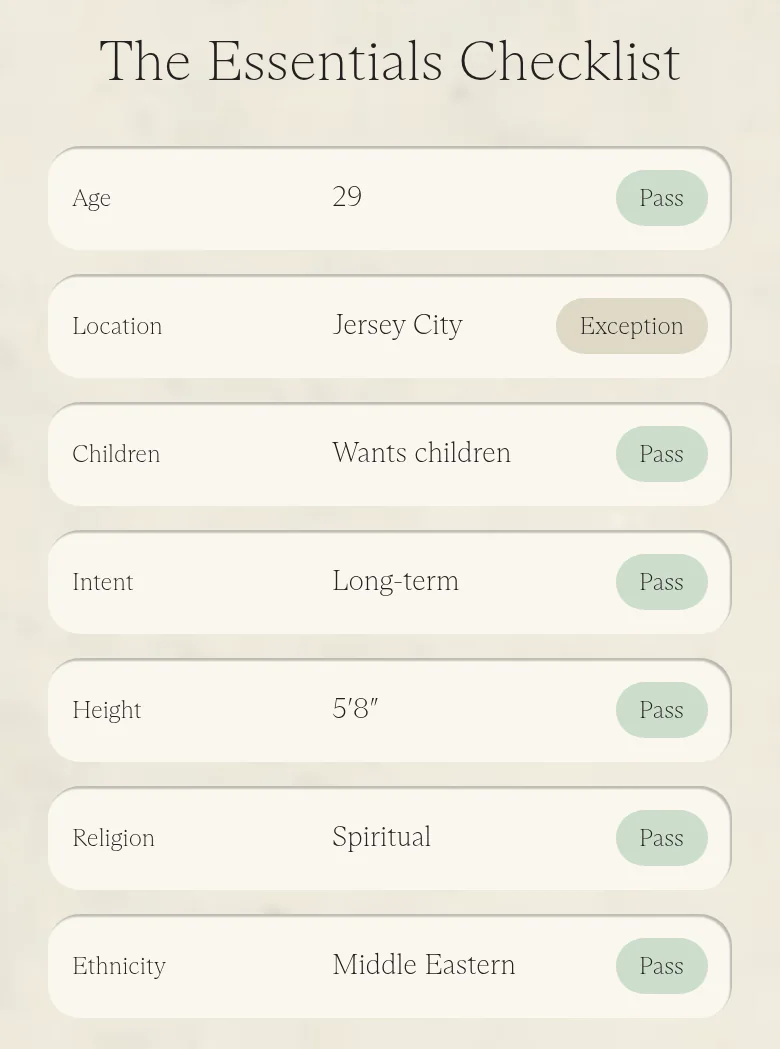 The Essentials Checklist
Age 29 Pass
Location Jersey City Exception
Children Wants children Pass
Intent Long-term Pass
Height 5′8″ Pass
Religion Spiritual Pass
Ethnicity Middle Eastern Pass